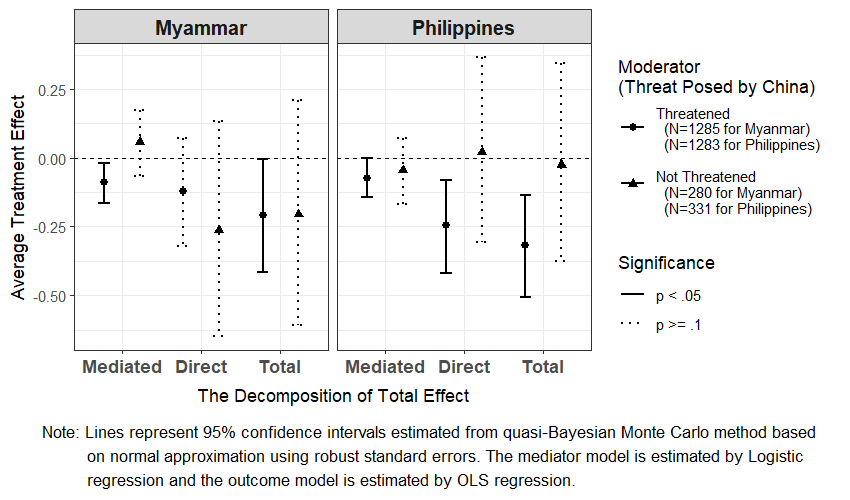 Myanmar
Philippines
Average Treatment Effect
0.25
0.00
-0.25
-0.50
Mediated Direct Total
Mediated Direct Total
The Decomposition of Total Effect
Moderator
(Threat Posed by China)
Threatened
(N=1285 for Myanmar)
(N=1283 for Philippines)
Not Threatened
(N=280 for Myanmar)
(N=331 for Philippines)
Significance
p < .05
p >= .1
Note: Lines represent 95% confidence intervals estimated from quasi-Bayesian Monte Carlo method based
on normal approximation using robust standard errors. The mediator model is estimated by Logistic
regression and the outcome model is estimated by OLS regression.